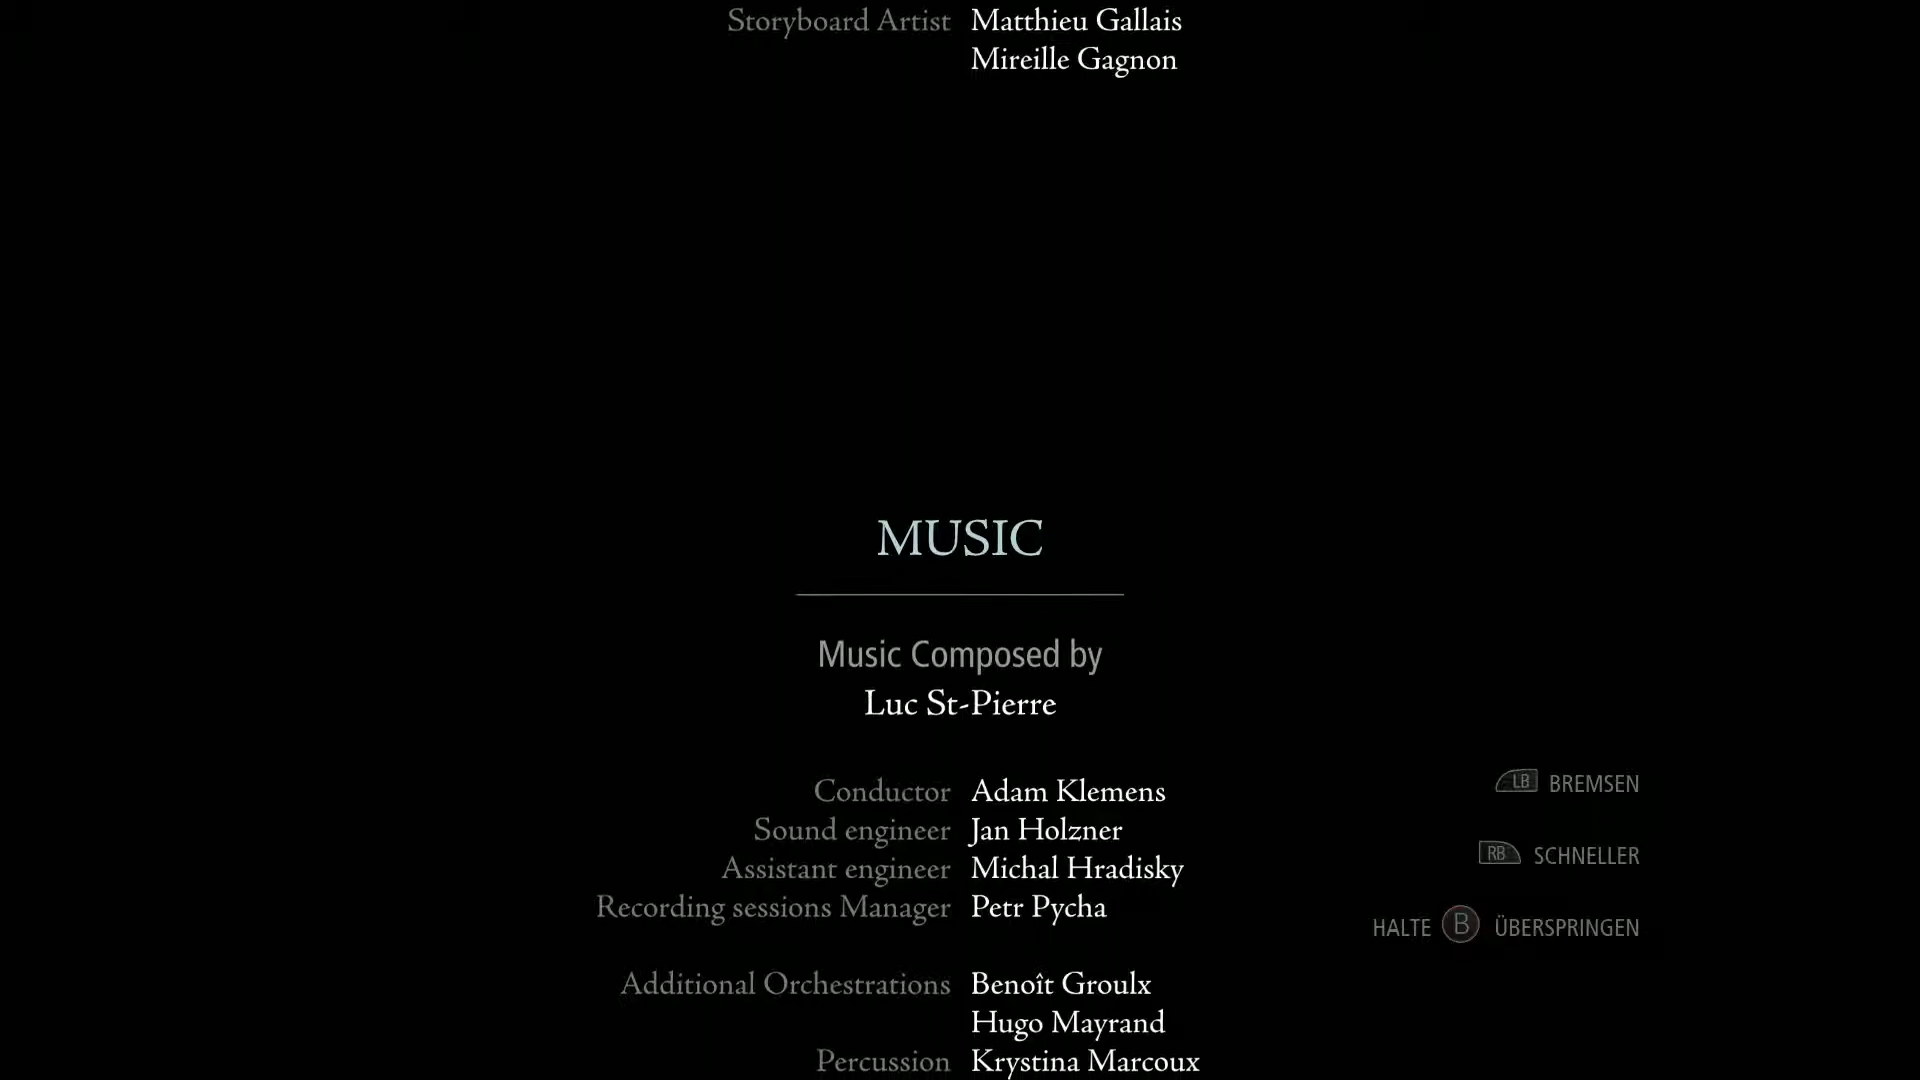 Storyboard Artist Matthieu Gallais
Mireille Gagnon
MUSIC
Music Composed by
Luc St-Pierre
Conductor Adam Klemens
Sound engineer Jan Holzner
Assistant engineer Michal Hradisky
Recording sessions Manager Petr Pycha
Additional Orchestrations Benoît Groulx
Hugo Mayrand
Percussion Krystina Marcoux
LB BREMSEN
RB SCHNELLER
HALTE B ÜBERSPRINGEN